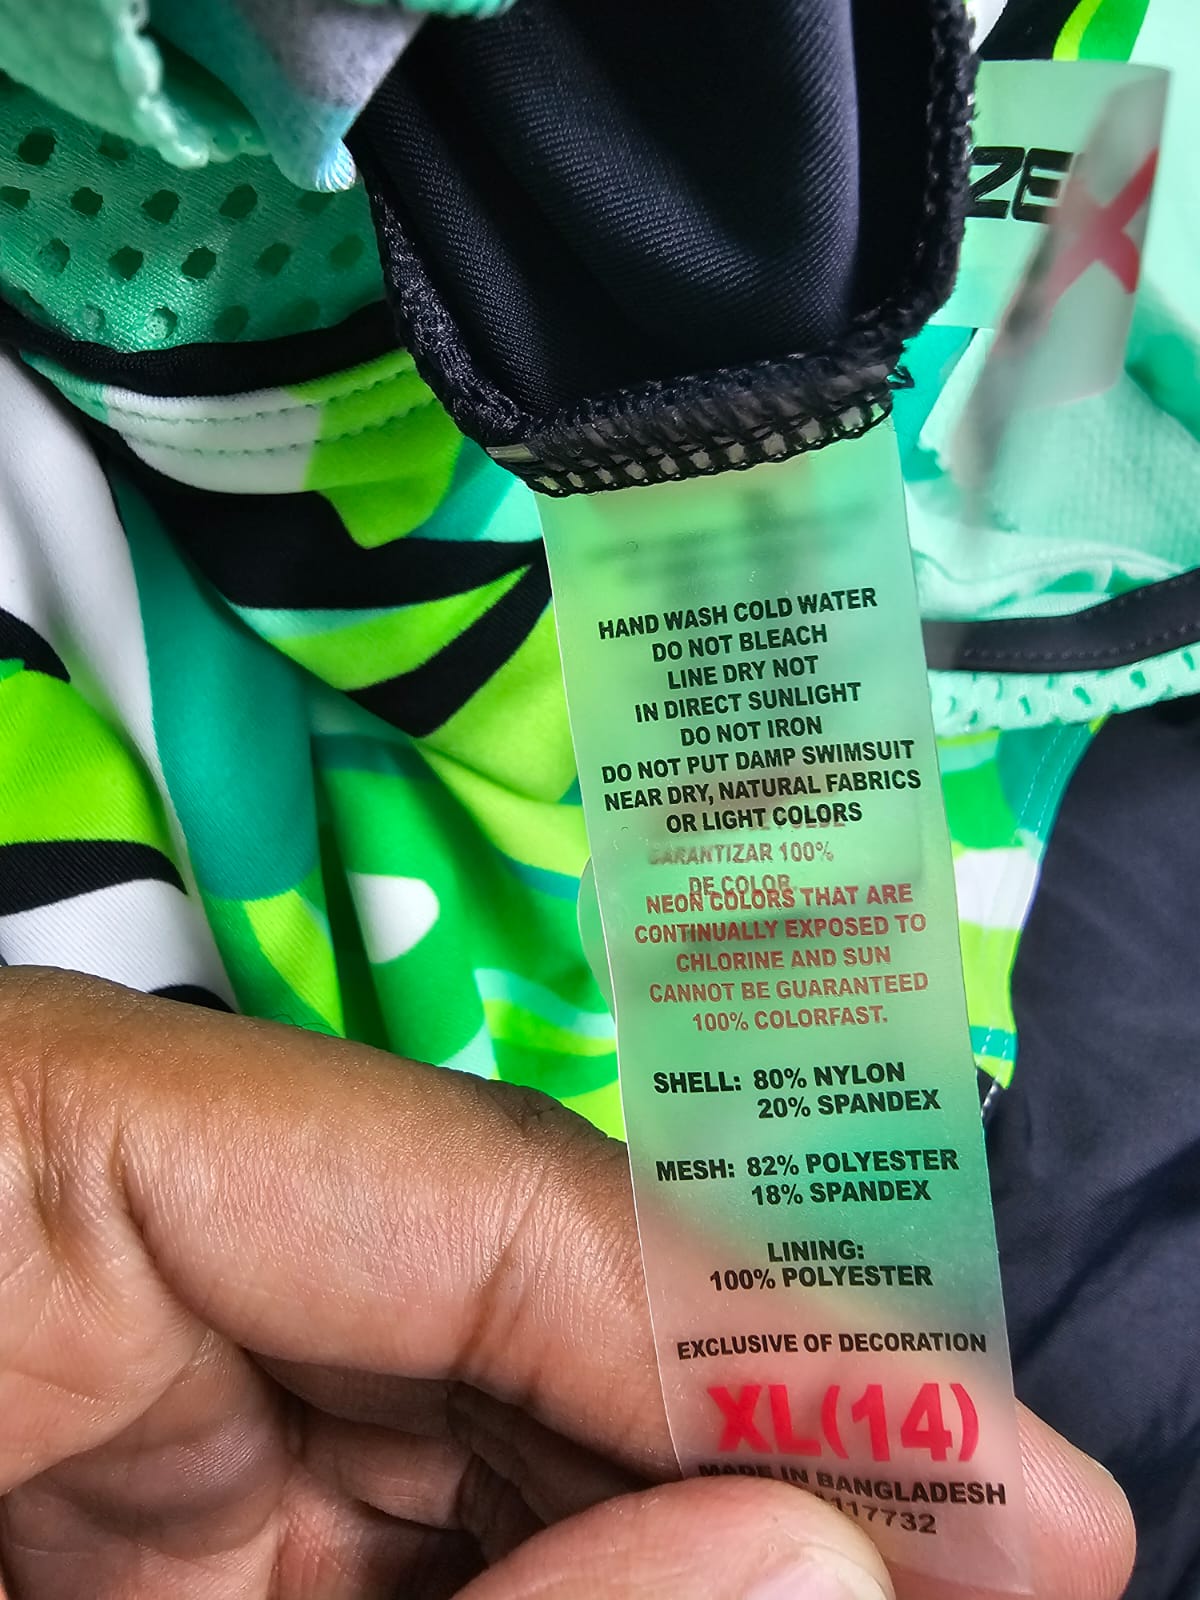 ZE
X
HAND WASH COLD WATER
DO NOT BLEACH
LINE DRY NOT
IN DIRECT SUNLIGHT
DO NOT IRON
DO NOT PUT DAMP SWIMSUIT
NEAR DRY, NATURAL FABRICS
OR LIGHT COLORS
GARANTIZAR 100%
DE COLOR
NEON COLORS THAT ARE
CONTINUALLY EXPOSED TO
CHLORINE AND SUN
CANNOT BE GUARANTEED
100% COLORFAST.
SHELL: 80% NYLON
20% SPANDEX
MESH: 82% POLYESTER
18% SPANDEX
LINING:
100% POLYESTER
EXCLUSIVE OF DECORATION
XL(14)
MADE IN BANGLADESH
117732